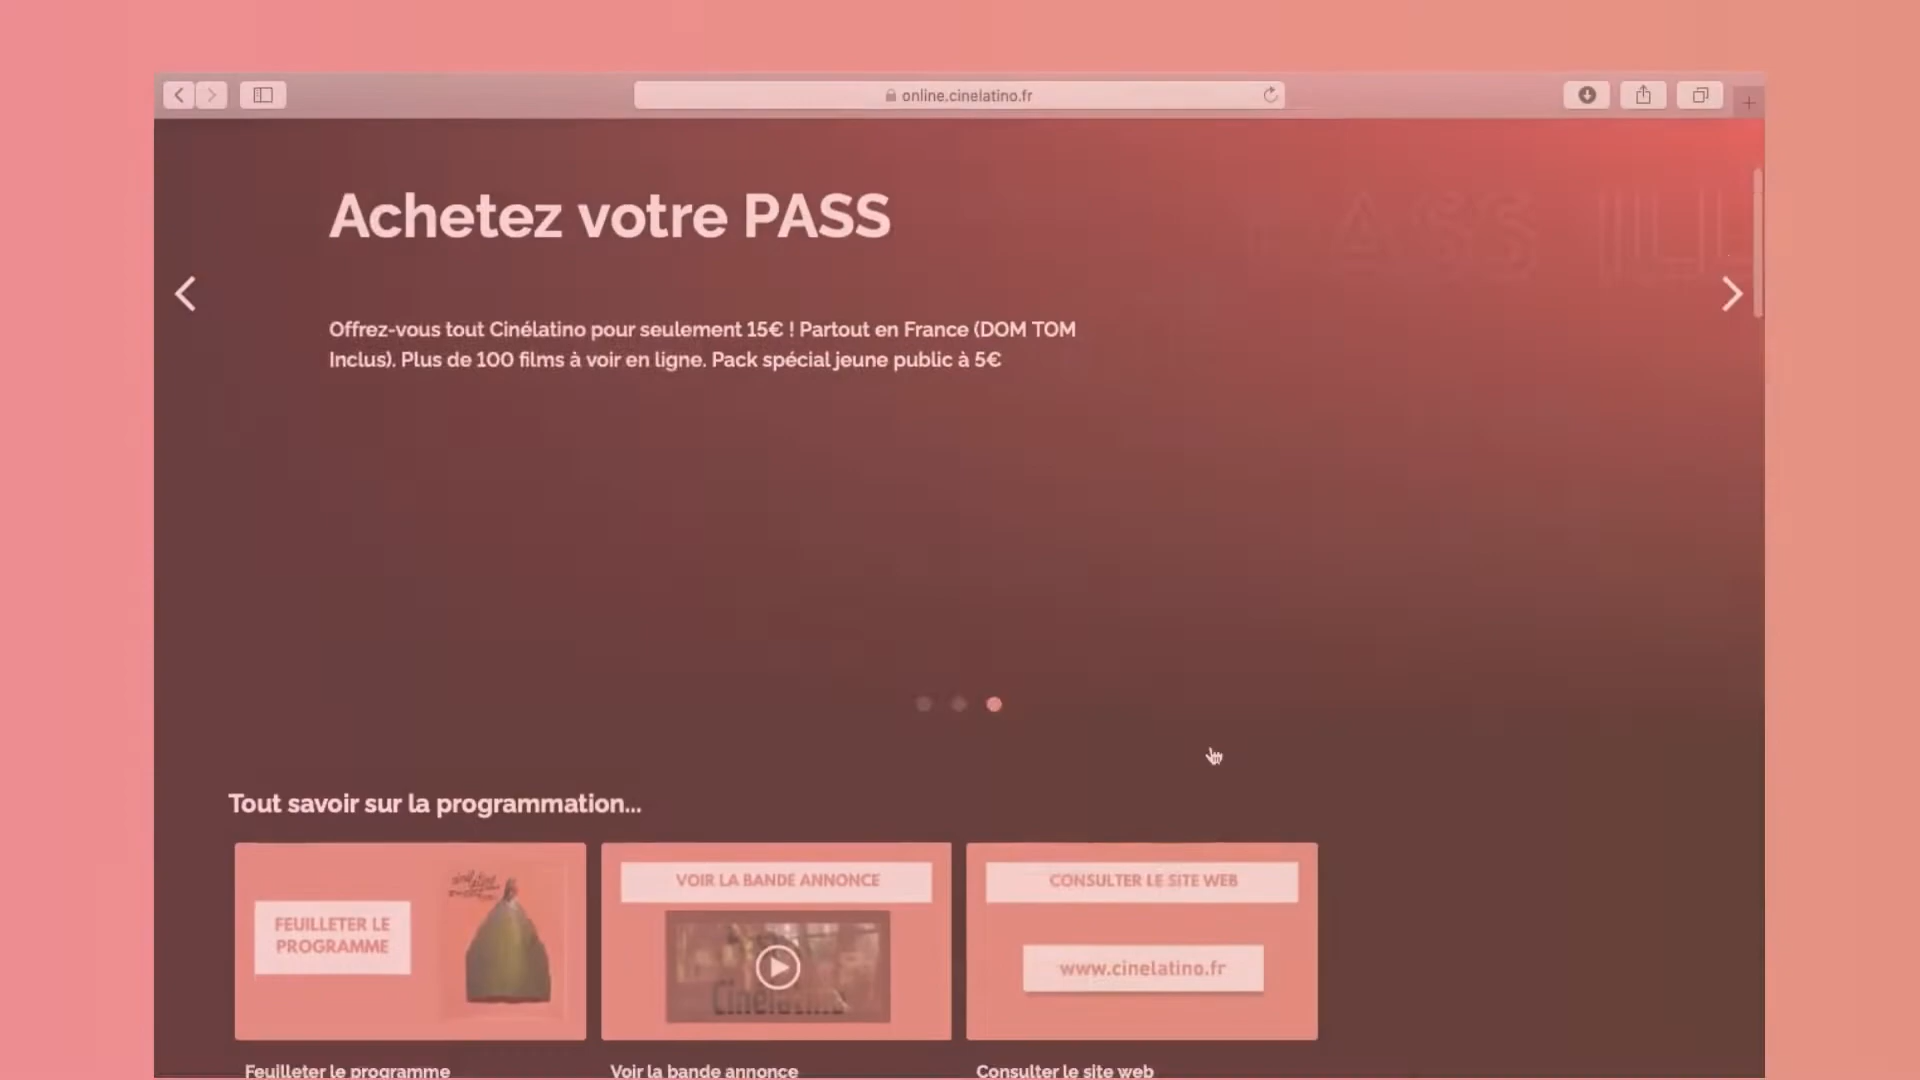 online.cinelatino.fr
PASS
Achetez votre PASS
Offrez-vous tout Cinélatino pour seulement 15€ ! Partout en France (DOM TOM
Inclus). Plus de 100 films à voir en ligne. Pack spécial jeune public à 5€
Tout savoir sur la programmation...
FEUILLETER LE
PROGRAMME
VOIR LA BANDE ANNONCE
Cinélatino
CONSULTER LE SITE WEB
www.cinelatino.fr
Feuilleter le programme
Voir la bande annonce
Consulter le site web